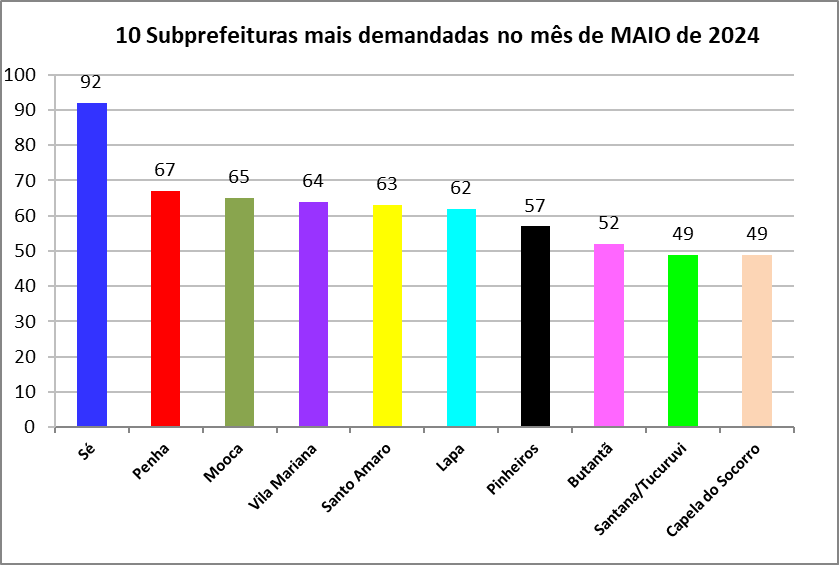 10 Subprefeituras mais demandadas no mês de MAIO de 2024
100
90
80
70
60
50
40
30
20
10
0
92
67
65
64
63
62
57
52
49
49
Sé
Penha
Mooca
Vila Mariana
Santo Amaro
Lapa
Pinheiros
Butantã
Santana/Tucuruvi
Capela do Socorro